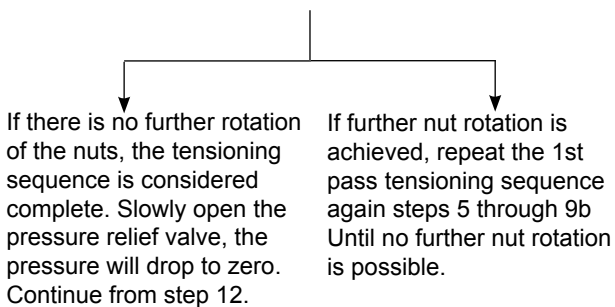 If there is no further rotation
of the nuts, the tensioning
sequence is considered
complete. Slowly open the
pressure relief valve, the
pressure will drop to zero.
Continue from step 12.
If further nut rotation is
achieved, repeat the 1st
pass tensioning sequence
again steps 5 through 9b
Until no further nut rotation
is possible.